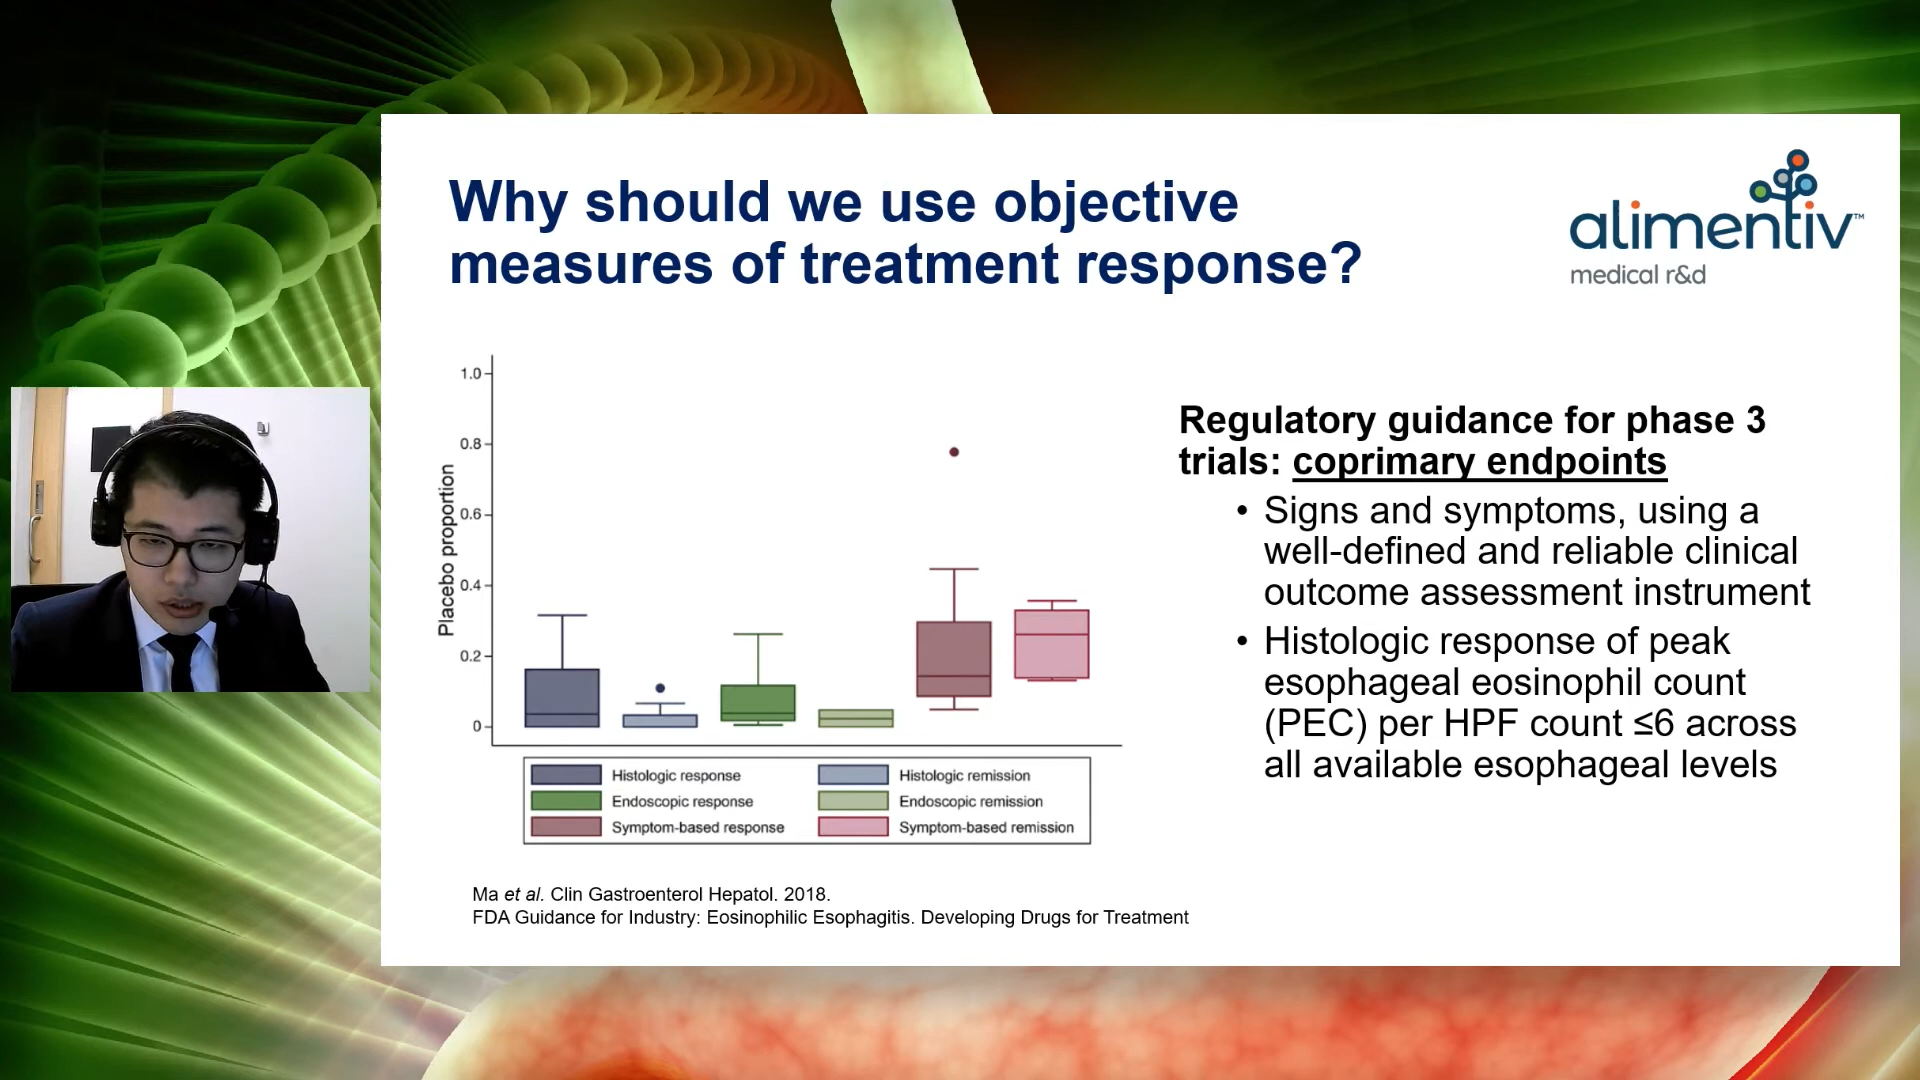 Why should we use objective
measures of treatment response?
alimentiv™
medical r&d
1.0
0.8
0.6
0.4
0.2
0
Placebo proportion
Histologic response
Histologic remission
Endoscopic response
Endoscopic remission
Symptom-based response
Symptom-based remission
Regulatory guidance for phase 3
trials: coprimary endpoints
• Signs and symptoms, using a
well-defined and reliable clinical
outcome assessment instrument
• Histologic response of peak
esophageal eosinophil count
(PEC) per HPF count ≤6 across
all available esophageal levels
Ma et al. Clin Gastroenterol Hepatol. 2018.
FDA Guidance for Industry: Eosinophilic Esophagitis. Developing Drugs for Treatment